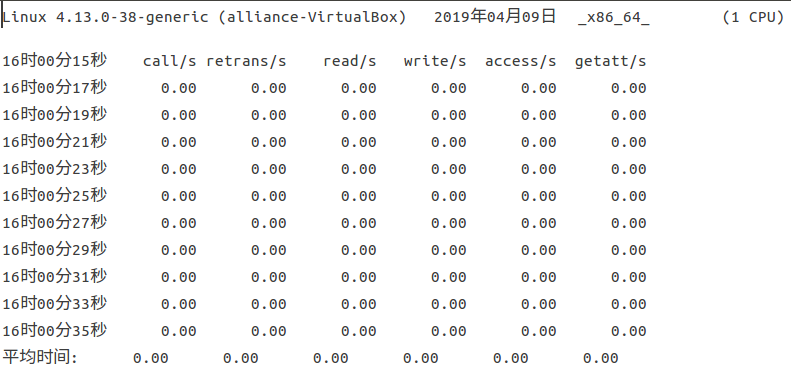 Linux 4.13.0-38-generic (alliance-VirtualBox) 2019年04月09日 _x86_64_ (1 CPU)
16时00分15秒 call/s retrans/s read/s write/s access/s getatt/s
16时00分17秒 0.00 0.00 0.00 0.00 0.00 0.00
16时00分19秒 0.00 0.00 0.00 0.00 0.00 0.00
16时00分21秒 0.00 0.00 0.00 0.00 0.00 0.00
16时00分23秒 0.00 0.00 0.00 0.00 0.00 0.00
16时00分25秒 0.00 0.00 0.00 0.00 0.00 0.00
16时00分27秒 0.00 0.00 0.00 0.00 0.00 0.00
16时00分29秒 0.00 0.00 0.00 0.00 0.00 0.00
16时00分31秒 0.00 0.00 0.00 0.00 0.00 0.00
16时00分33秒 0.00 0.00 0.00 0.00 0.00 0.00
16时00分35秒 0.00 0.00 0.00 0.00 0.00 0.00
平均时间: 0.00 0.00 0.00 0.00 0.00 0.00